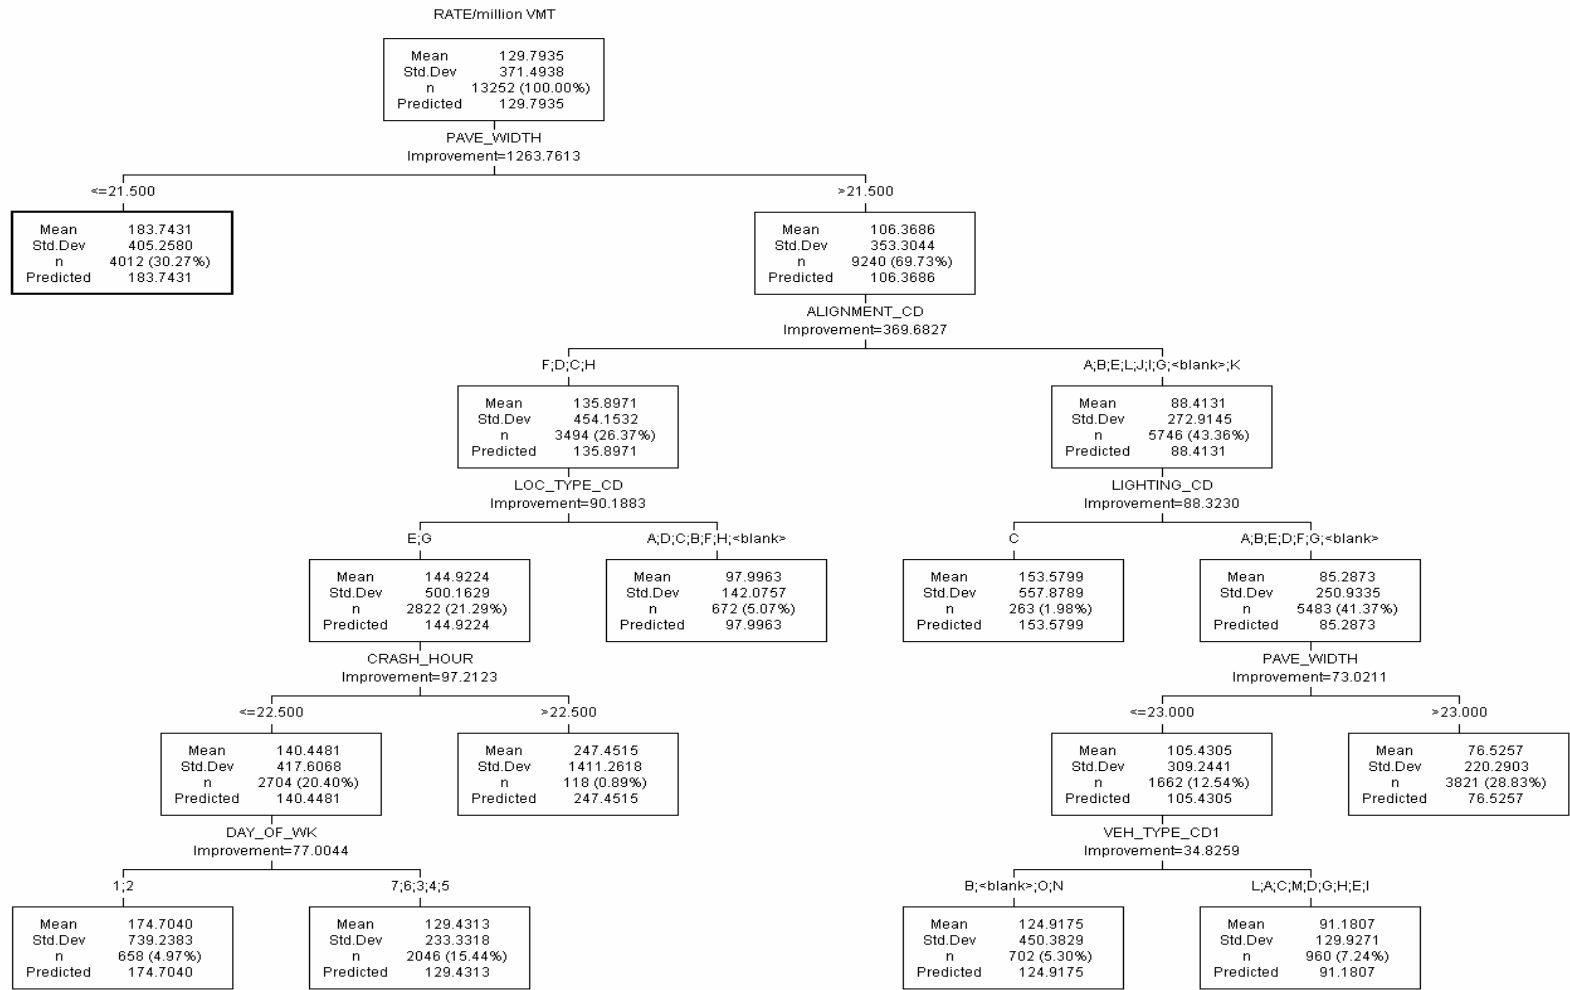 RATE/million VMT
Mean 129.7935
Std.Dev 371.4938
n 13252 (100.00%)
Predicted 129.7935
PAVE_WIDTH
Improvement=1263.7613
<=21.500
>21.500
Mean 183.7431
Std.Dev 405.2580
n 4012 (30.27%)
Predicted 183.7431
Mean 106.3686
Std.Dev 353.3044
n 9240 (69.73%)
Predicted 106.3686
ALIGNMENT_CD
Improvement=369.6827
F;D;C;H
A;B;E;L;J;I;G;<blank>;K
Mean 135.8971
Std.Dev 454.1532
n 3494 (26.37%)
Predicted 135.8971
Mean 88.4131
Std.Dev 272.9145
n 5746 (43.36%)
Predicted 88.4131
LOC_TYPE_CD
Improvement=90.1883
LIGHTING_CD
Improvement=88.3230
E;G
A;D;C;B;F;H;<blank>
C
A;B;E;D;F;G;<blank>
Mean 144.9224
Std.Dev 500.1629
n 2822 (21.29%)
Predicted 144.9224
Mean 97.9963
Std.Dev 142.0757
n 672 (5.07%)
Predicted 97.9963
Mean 153.5799
Std.Dev 557.8789
n 263 (1.98%)
Predicted 153.5799
Mean 85.2873
Std.Dev 250.9335
n 5483 (41.37%)
Predicted 85.2873
CRASH_HOUR
Improvement=97.2123
PAVE_WIDTH
Improvement=73.0211
<=22.500
>22.500
<=23.000
>23.000
Mean 140.4481
Std.Dev 417.6068
n 2704 (20.40%)
Predicted 140.4481
Mean 247.4515
Std.Dev 1411.2618
n 118 (0.89%)
Predicted 247.4515
Mean 105.4305
Std.Dev 309.2441
n 1662 (12.54%)
Predicted 105.4305
Mean 76.5257
Std.Dev 220.2903
n 3821 (28.83%)
Predicted 76.5257
DAY_OF_WK
Improvement=77.0044
VEH_TYPE_CD1
Improvement=34.8259
1;2
7;6;3;4;5
B;<blank>;O;N
L;A;C;M;D;G;H;E;I
Mean 174.7040
Std.Dev 739.2383
n 658 (4.97%)
Predicted 174.7040
Mean 129.4313
Std.Dev 233.3318
n 2046 (15.44%)
Predicted 129.4313
Mean 124.9175
Std.Dev 450.3829
n 702 (5.30%)
Predicted 124.9175
Mean 91.1807
Std.Dev 129.9271
n 960 (7.24%)
Predicted 91.1807